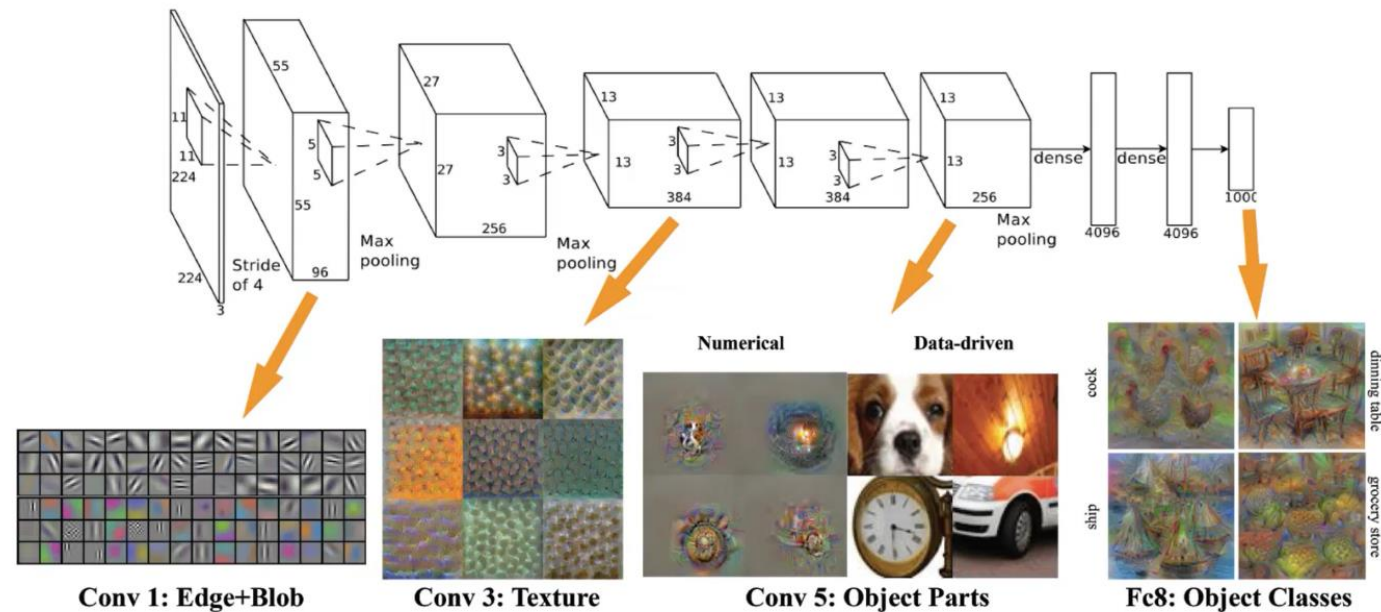 55
27
13
13
13
11
5
3
3
3
11
5
27
3
13
3
13
3
13
dense
dense
224
55
384
384
256
1000
256
Max
pooling
4096
4096
224
Stride
of 4
96
Max
pooling
Max
pooling
3
Numerical
Data-driven
cock
dinning table
ship
grocery store
Conv 1: Edge+Blob
Conv 3: Texture
Conv 5: Object Parts
Fc8: Object Classes